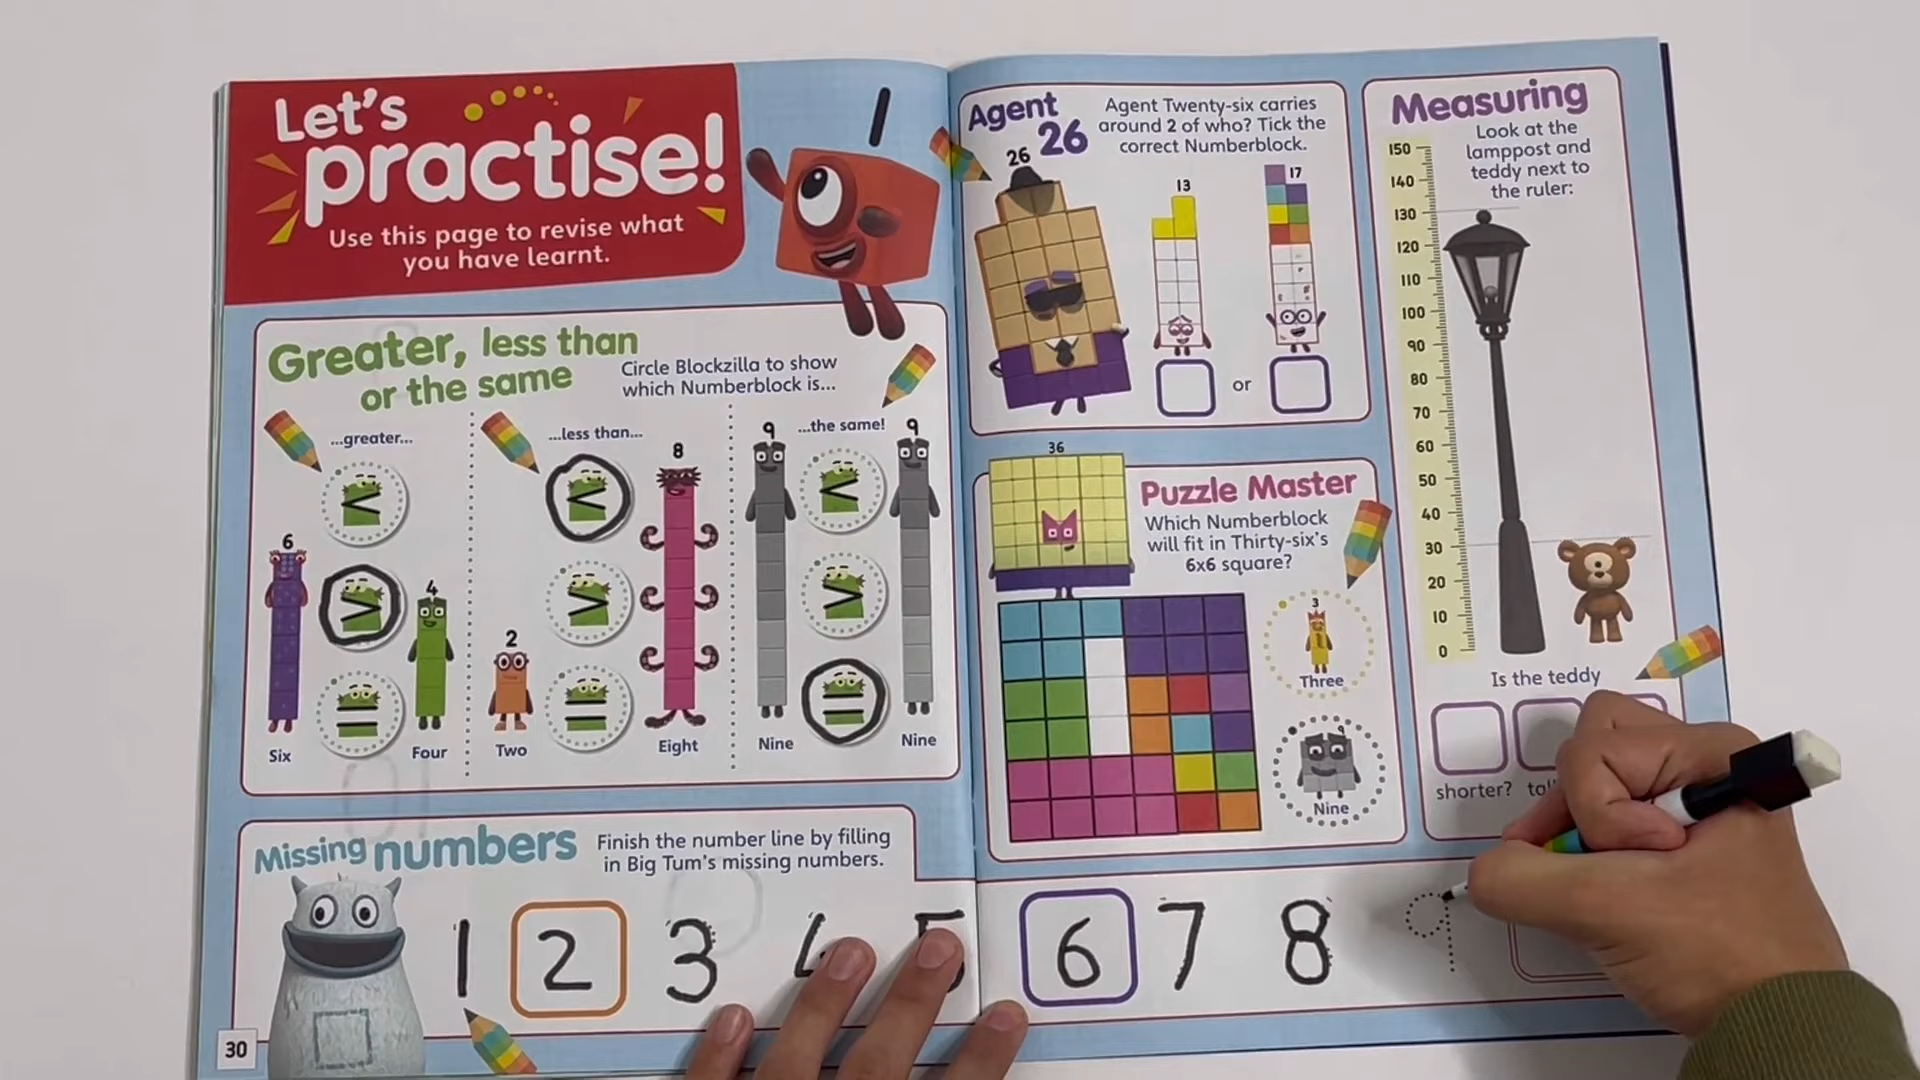 Let's
practise!
Use this page to revise what
you have learnt.
Greater, less than
or the same
Circle Blockzilla to show
which Numberblock is...
...greater...
...less than...
...the same!
6
4
2
8
9
9
<
>
=
<
>
=
<
>
=
Six
Four
Two
Eight
Nine
Nine
Missing numbers
Finish the number line by filling
in Big Tum's missing numbers.
1 2 3 4 5 6 7 8 9
30
Agent
26
Agent Twenty-six carries
around 2 of who? Tick the
correct Numberblock.
26
13
17
or
36
Puzzle Master
Which Numberblock
will fit in Thirty-six's
6x6 square?
3
Three
9
Nine
Measuring
Look at the
lamppost and
teddy next to
the ruler:
150
140
130
120
110
100
90
80
70
60
50
40
30
20
10
0
Is the teddy
shorter?